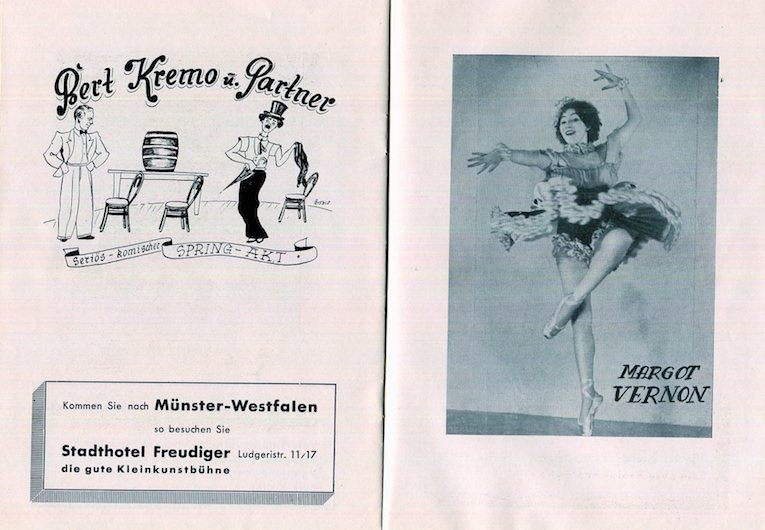 Bert Kremo u. Partner
Seriös - komischer SPRING - AKT.
Kommen Sie nach Münster-Westfalen
so besuchen Sie
Stadthotel Freudiger Ludgeristr. 11/17
die gute Kleinkunstbühne
MARGOT
VERNON